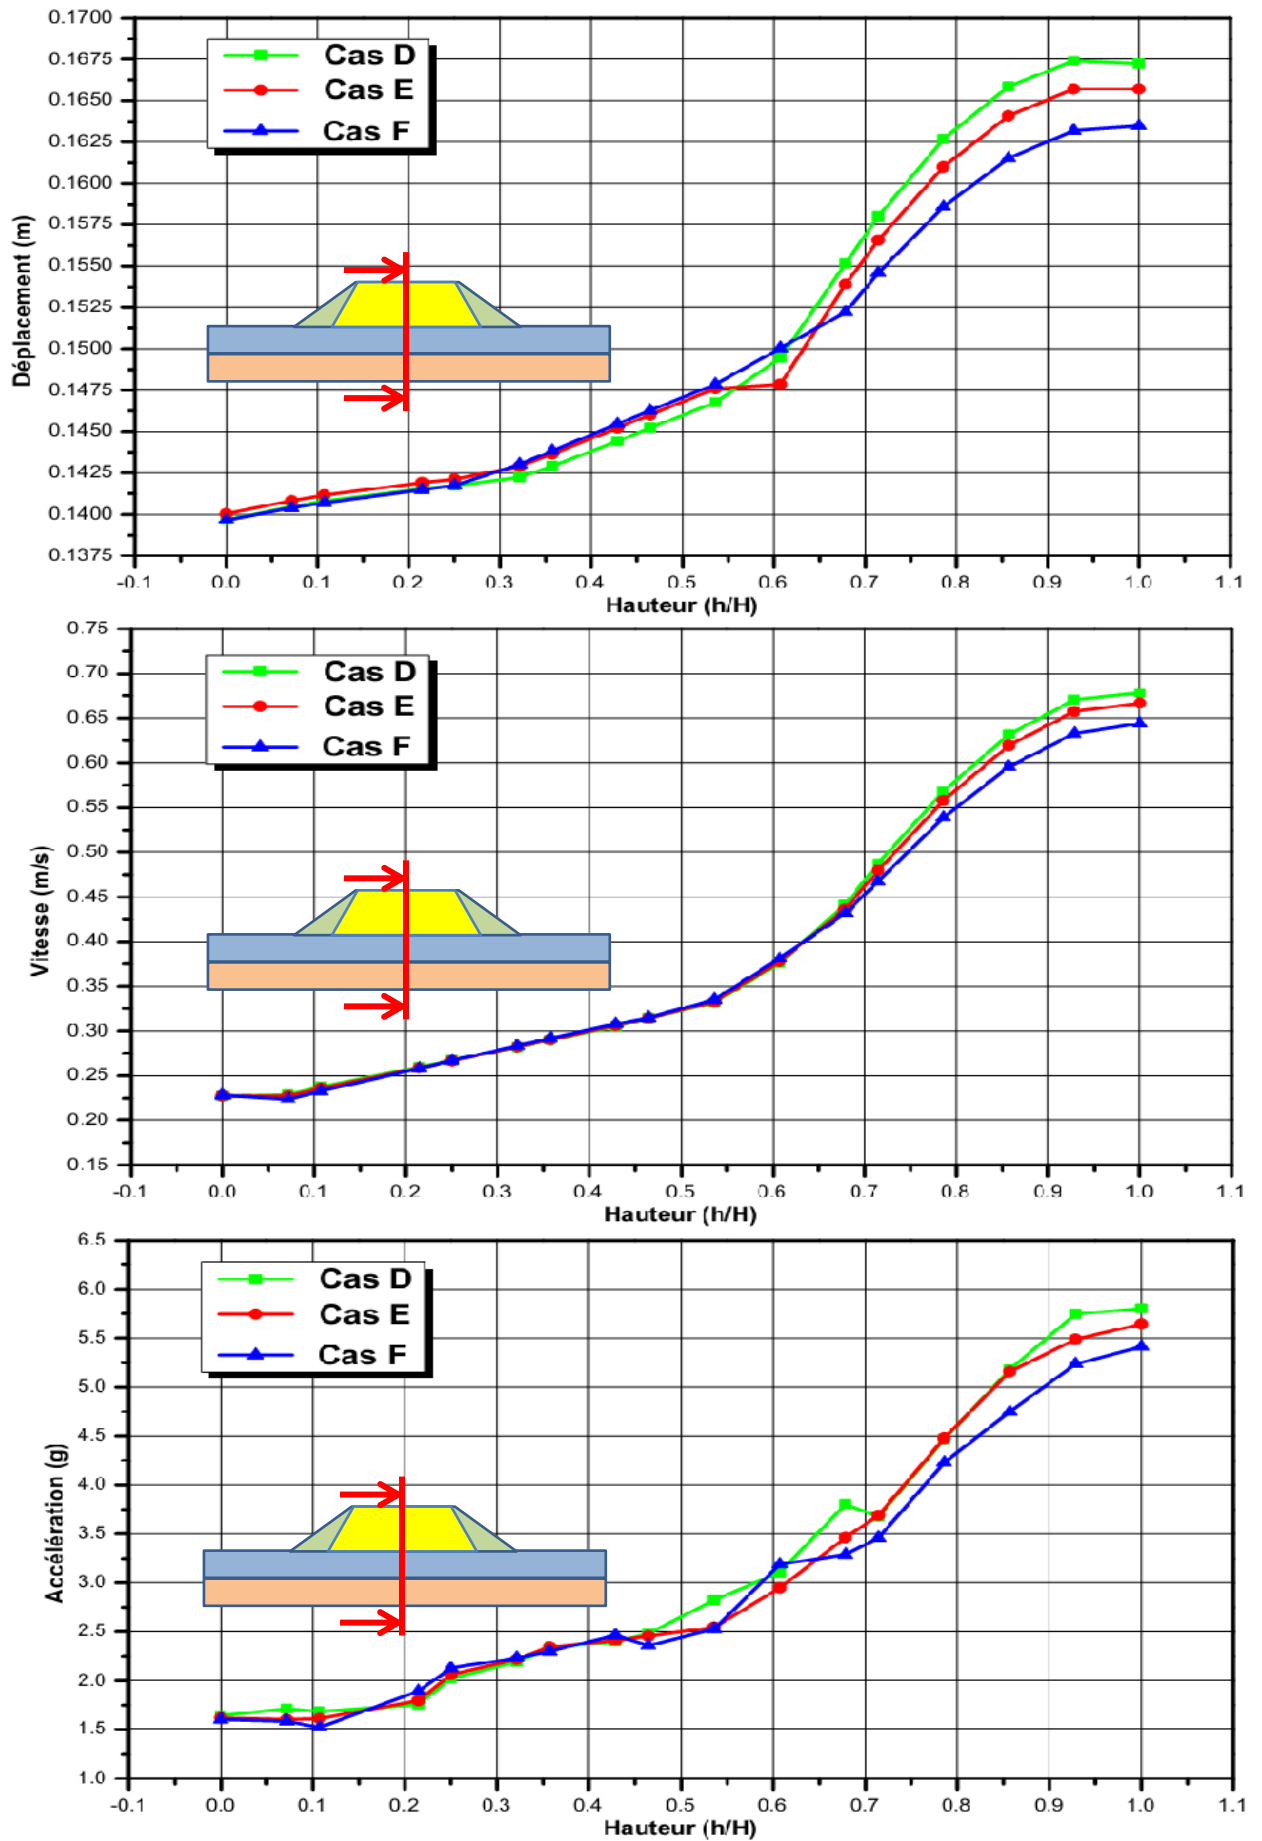 0.1700
0.1675
0.1650
0.1625
0.1600
0.1575
0.1550
0.1525
0.1500
0.1475
0.1450
0.1425
0.1400
0.1375
Déplacement (m)
Cas D
Cas E
Cas F
-0.1 0.0 0.1 0.2 0.3 0.4 0.5 0.6 0.7 0.8 0.9 1.0 1.1
Hauteur (h/H)
0.75
0.70
0.65
0.60
0.55
0.50
0.45
0.40
0.35
0.30
0.25
0.20
0.15
Vitesse (m/s)
Cas D
Cas E
Cas F
-0.1 0.0 0.1 0.2 0.3 0.4 0.5 0.6 0.7 0.8 0.9 1.0 1.1
Hauteur (h/H)
6.5
6.0
5.5
5.0
4.5
4.0
3.5
3.0
2.5
2.0
1.5
1.0
Accélération (g)
Cas D
Cas E
Cas F
-0.1 0.0 0.1 0.2 0.3 0.4 0.5 0.6 0.7 0.8 0.9 1.0 1.1
Hauteur (h/H)